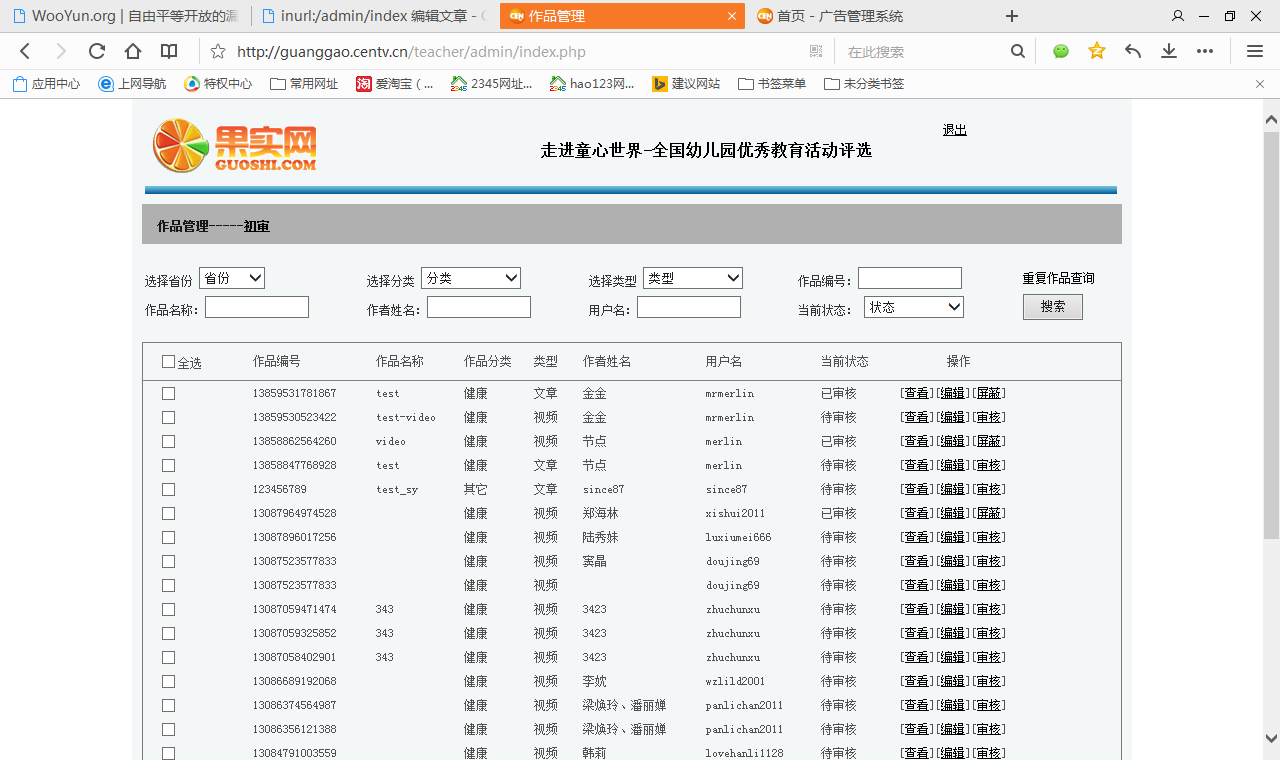 WooYun.org | 自由平等开放的漏
inurl:/admin/index 编辑文章 - (
作品管理
首页 - 广告管理系统
http://guanggao.centv.cn/teacher/admin/index.php
在此搜索
应用中心 上网导航 特权中心 常用网址 爱淘宝（... 2345网址... hao123网... 建议网站 书签菜单 未分类书签
果实网
GUOSHI.COM
退出
走进童心世界-全国幼儿园优秀教育活动评选
作品管理-----初审
选择省份 省份 选择分类 分类 选择类型 类型 作品编号： 重复作品查询
作品名称： 作者姓名： 用户名： 当前状态： 状态 搜索
全选 作品编号 作品名称 作品分类 类型 作者姓名 用户名 当前状态 操作
13859531781867 test 健康 文章 金金 mrmerlin 已审核 [查看][编辑][屏蔽]
13859530523422 test-video 健康 视频 金金 mrmerlin 待审核 [查看][编辑][审核]
13858862564260 video 健康 视频 节点 merlin 已审核 [查看][编辑][屏蔽]
13858847768928 test 健康 文章 节点 merlin 待审核 [查看][编辑][审核]
123456789 test_sy 其它 文章 since87 since87 待审核 [查看][编辑][审核]
13087964974528 健康 视频 郑海林 xishui2011 已审核 [查看][编辑][屏蔽]
13087896017256 健康 视频 陆秀妹 luxiumei666 待审核 [查看][编辑][审核]
13087523577833 健康 视频 窦晶 doujing69 待审核 [查看][编辑][审核]
13087523577833 健康 视频 doujing69 待审核 [查看][编辑][审核]
13087059471474 343 健康 视频 3423 zhuchunxu 待审核 [查看][编辑][审核]
13087059325852 343 健康 视频 3423 zhuchunxu 待审核 [查看][编辑][审核]
13087058402901 343 健康 视频 3423 zhuchunxu 待审核 [查看][编辑][审核]
13086689192068 健康 视频 李妉 wzlild2001 待审核 [查看][编辑][审核]
13086374564987 健康 视频 梁焕玲、潘丽婵 panlichan2011 待审核 [查看][编辑][审核]
13086356121388 健康 视频 梁焕玲、潘丽婵 panlichan2011 待审核 [查看][编辑][审核]
13084791003559 健康 视频 韩莉 lovehanli1128 待审核 [查看][编辑][审核]